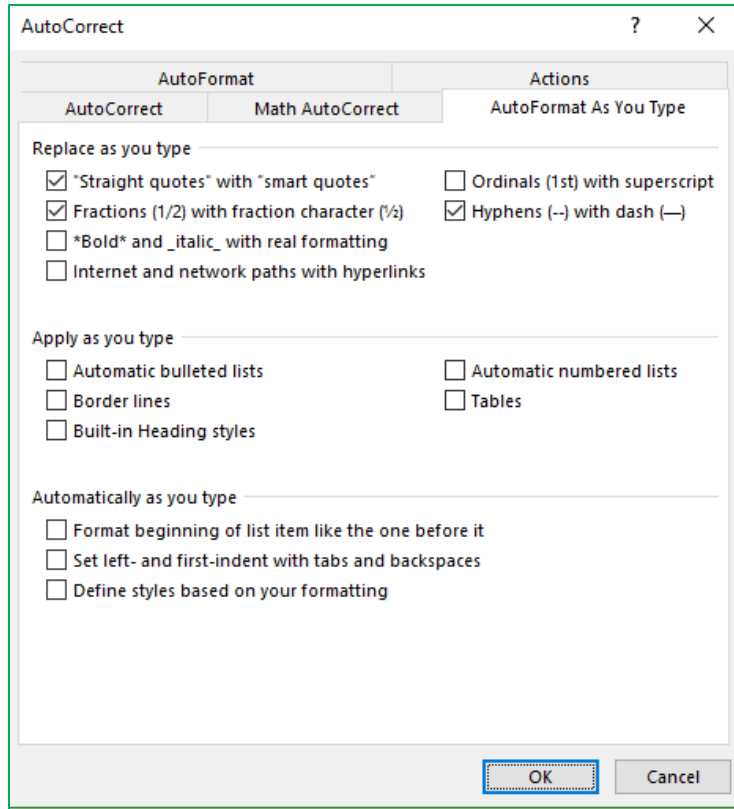 AutoCorrect ?
AutoFormat Actions
AutoCorrect Math AutoCorrect AutoFormat As You Type
Replace as you type
"Straight quotes" with “smart quotes”
Ordinals (1st) with superscript
Fractions (1/2) with fraction character (½)
Hyphens (--) with dash (—)
*Bold* and _italic_ with real formatting
Internet and network paths with hyperlinks
Apply as you type
Automatic bulleted lists
Automatic numbered lists
Border lines
Tables
Built-in Heading styles
Automatically as you type
Format beginning of list item like the one before it
Set left- and first-indent with tabs and backspaces
Define styles based on your formatting
OK Cancel